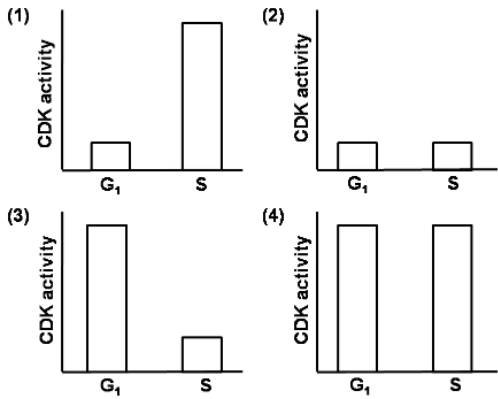 (1)
CDK activity
G₁ S
(2)
CDK activity
G₁ S
(3)
CDK activity
G₁ S
(4)
CDK activity
G₁ S